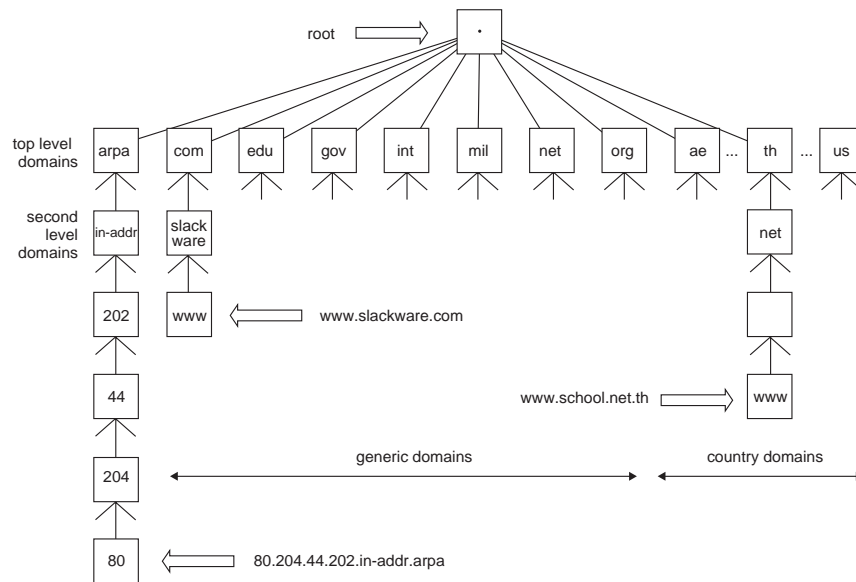 root
.
top level
domains
arpa com edu gov int mil net org ae ... th ... us
second
level
domains
in-addr
slack
ware
net
202
www
www.slackware.com
44
www.school.net.th
www
204
generic domains
country domains
80
80.204.44.202.in-addr.arpa